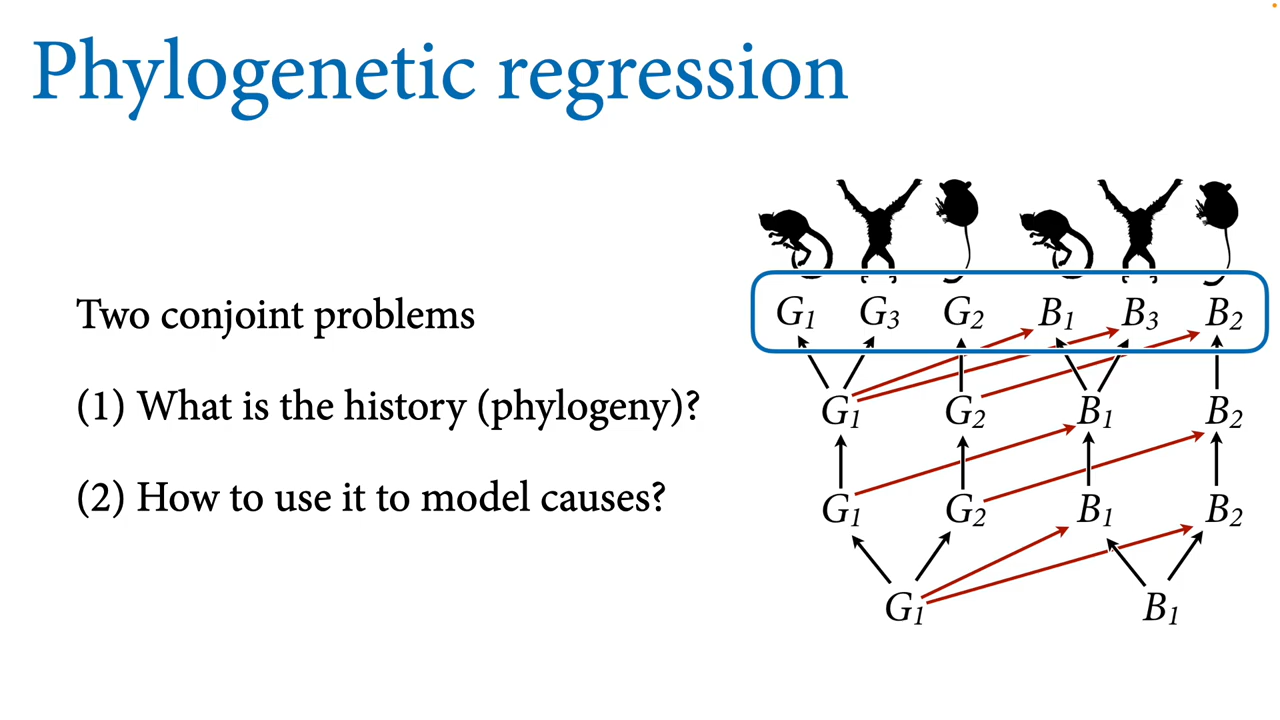 Phylogenetic regression
Two conjoint problems
(1) What is the history (phylogeny)?
(2) How to use it to model causes?
G1 G3 G2 B1 B3 B2
G1 G2 B1 B2
G1 G2 B1 B2
G1 B1